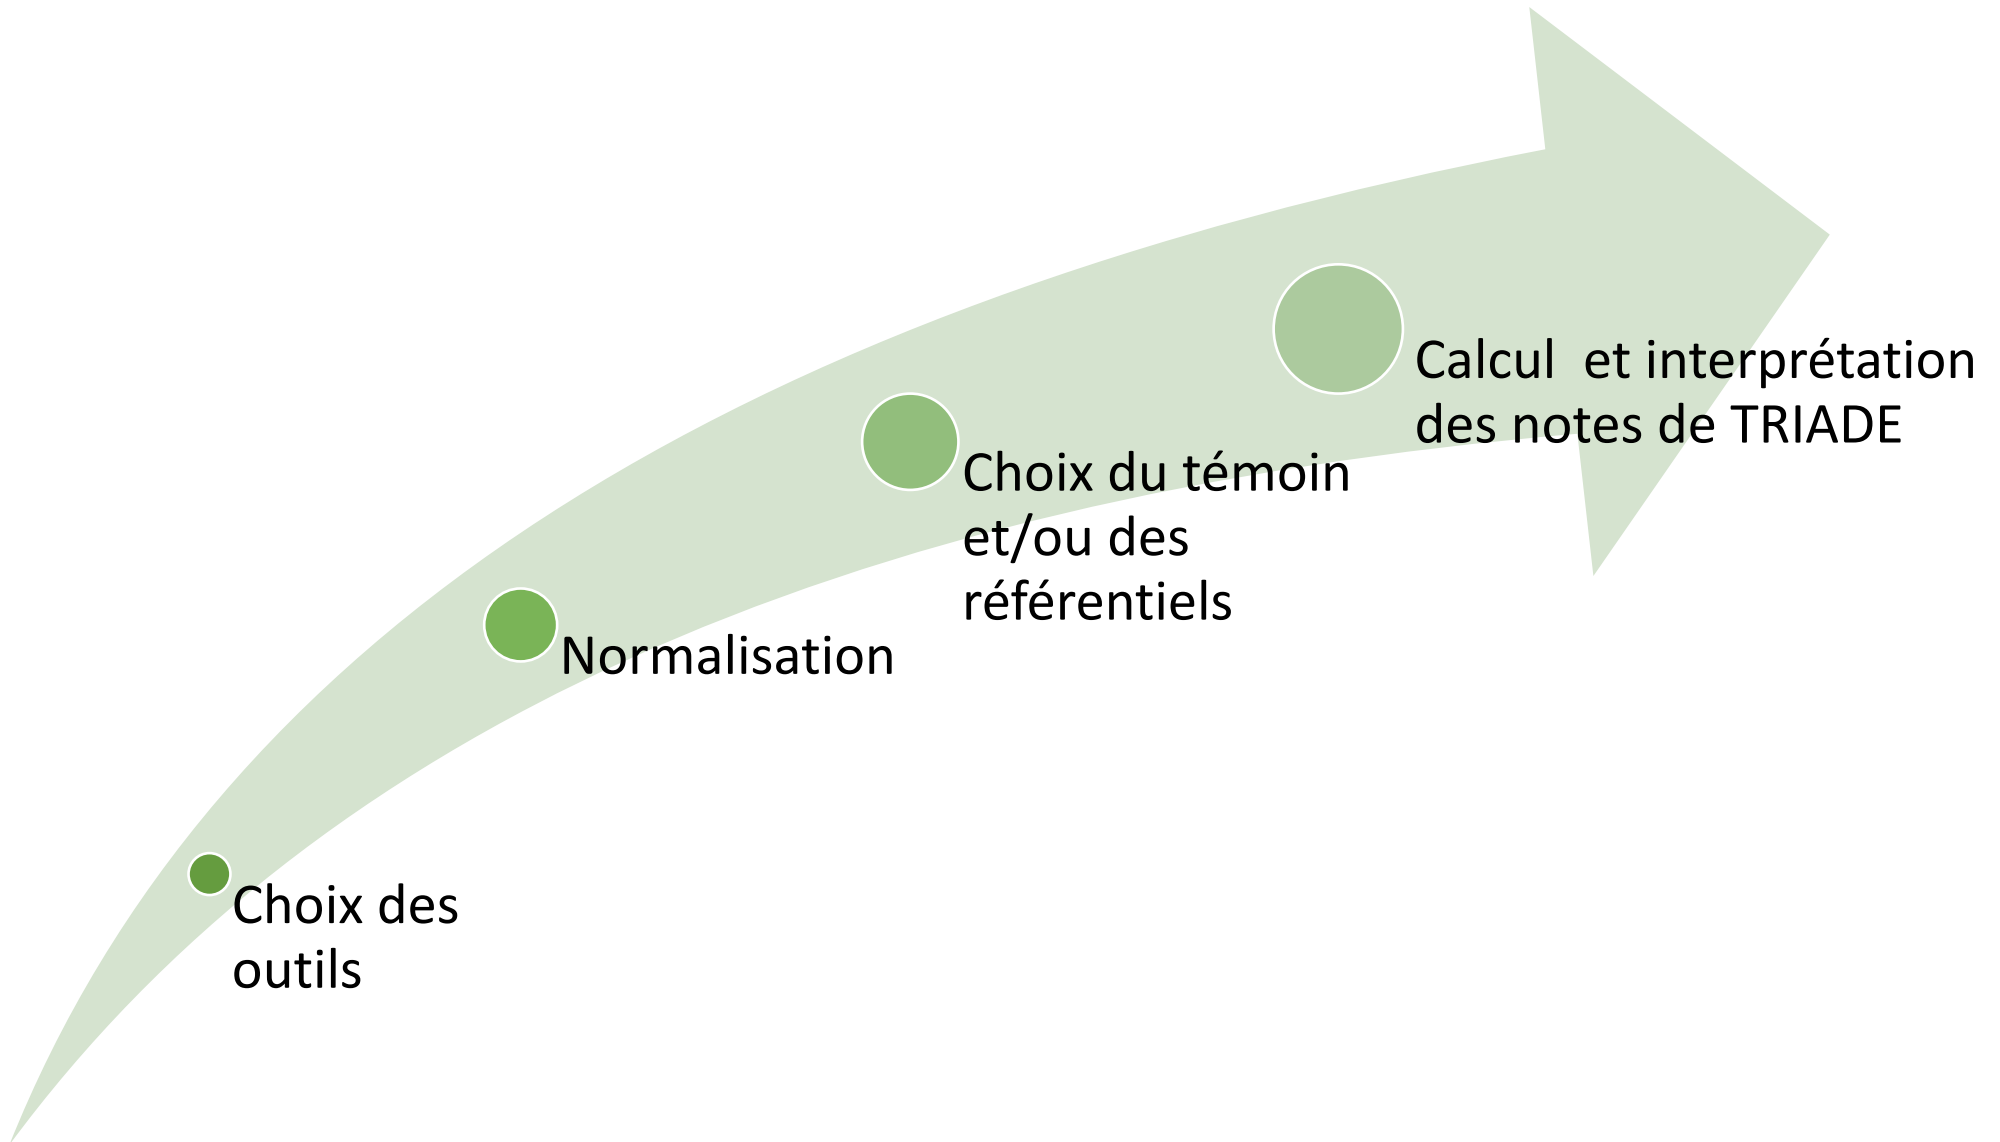 Choix des
outils
Normalisation
Choix du témoin
et/ou des
référentiels
Calcul  et interprétation
des notes de TRIADE